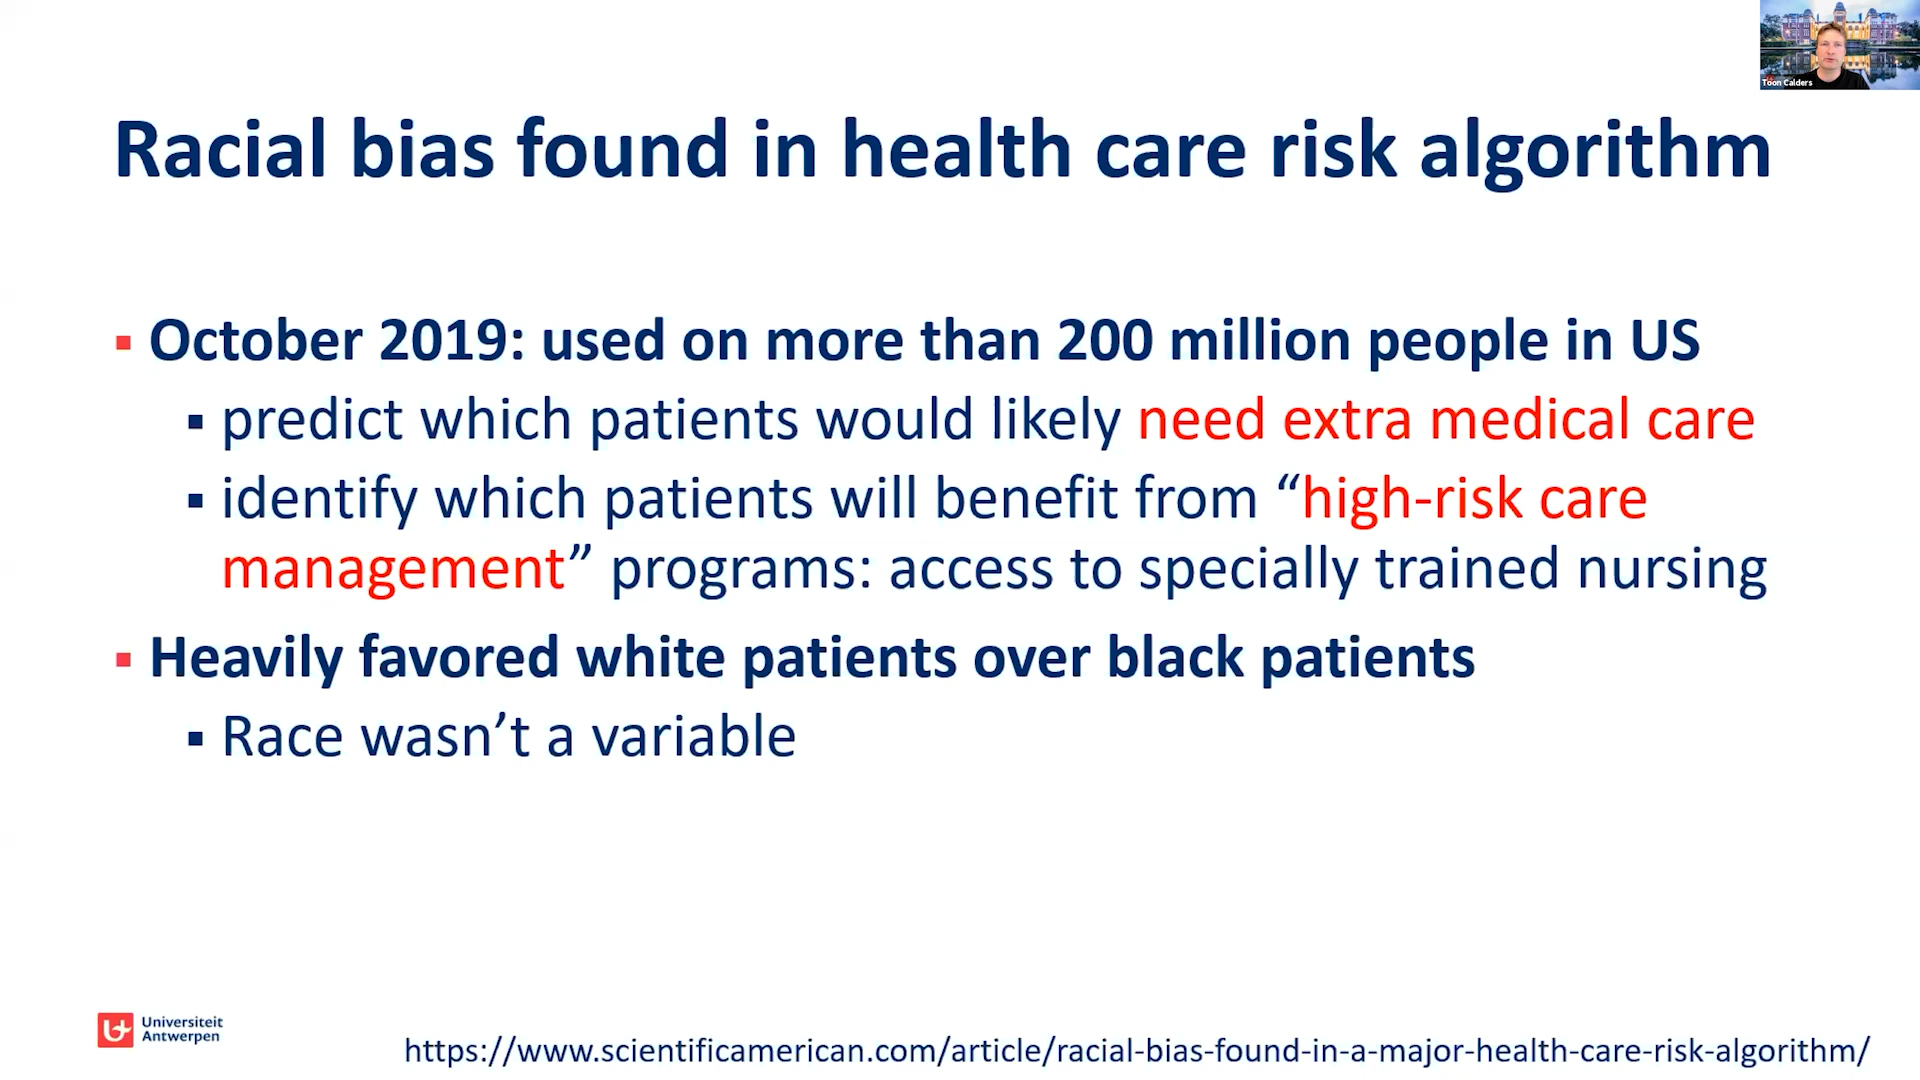 Toon Calders
Racial bias found in health care risk algorithm
▪ October 2019: used on more than 200 million people in US
▪ predict which patients would likely need extra medical care
▪ identify which patients will benefit from “high-risk care
management” programs: access to specially trained nursing
▪ Heavily favored white patients over black patients
▪ Race wasn’t a variable
Universiteit
Antwerpen
https://www.scientificamerican.com/article/racial-bias-found-in-a-major-health-care-risk-algorithm/